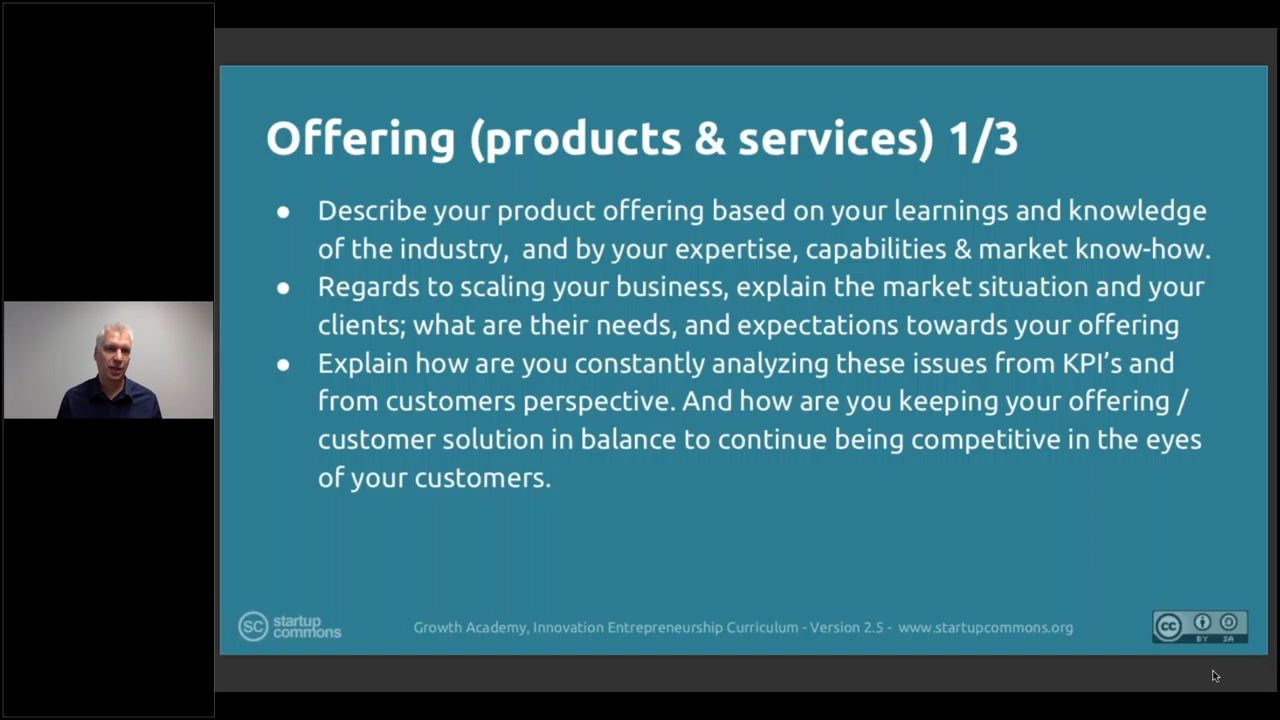 Offering (products & services) 1/3
● Describe your product offering based on your learnings and knowledge
of the industry,  and by your expertise, capabilities & market know-how.
● Regards to scaling your business, explain the market situation and your
clients; what are their needs, and expectations towards your offering
● Explain how are you constantly analyzing these issues from KPI's and
from customers perspective. And how are you keeping your offering /
customer solution in balance to continue being competitive in the eyes
of your customers.
SC startup
commons
Growth Academy, Innovation Entrepreneurship Curriculum - Version 2.5 - www.startupcommons.org
cc
BY SA